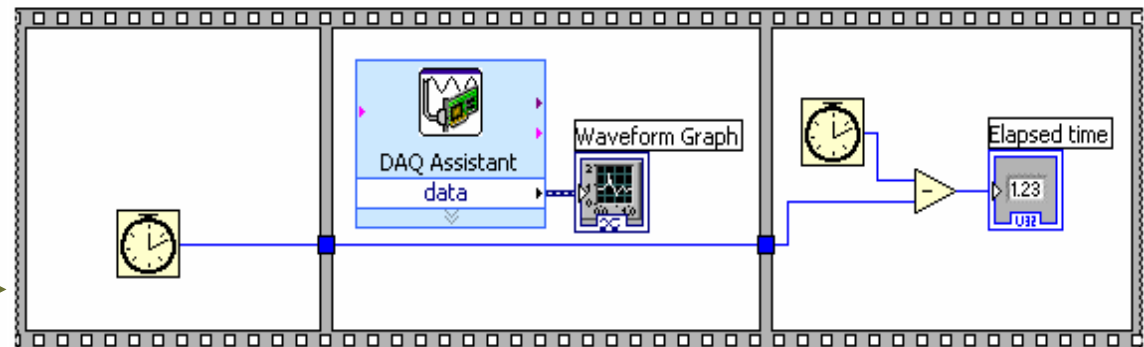 DAQ Assistant
data
Waveform Graph
Elapsed time
1.23
U32